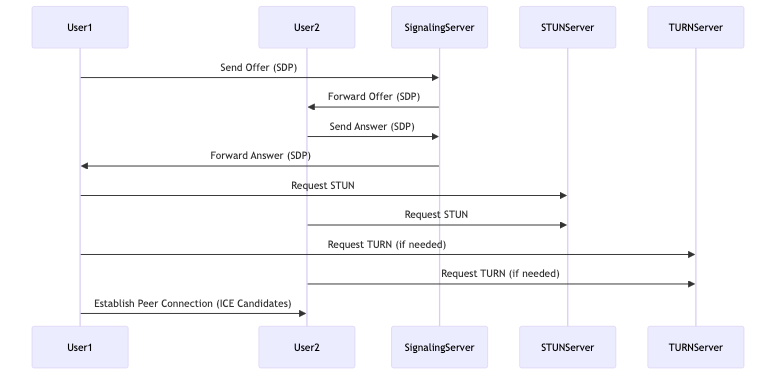 User1
User2
SignalingServer
STUNServer
TURNServer
Send Offer (SDP)
Forward Offer (SDP)
Send Answer (SDP)
Forward Answer (SDP)
Request STUN
Request STUN
Request TURN (if needed)
Request TURN (if needed)
Establish Peer Connection (ICE Candidates)
User1
User2
SignalingServer
STUNServer
TURNServer